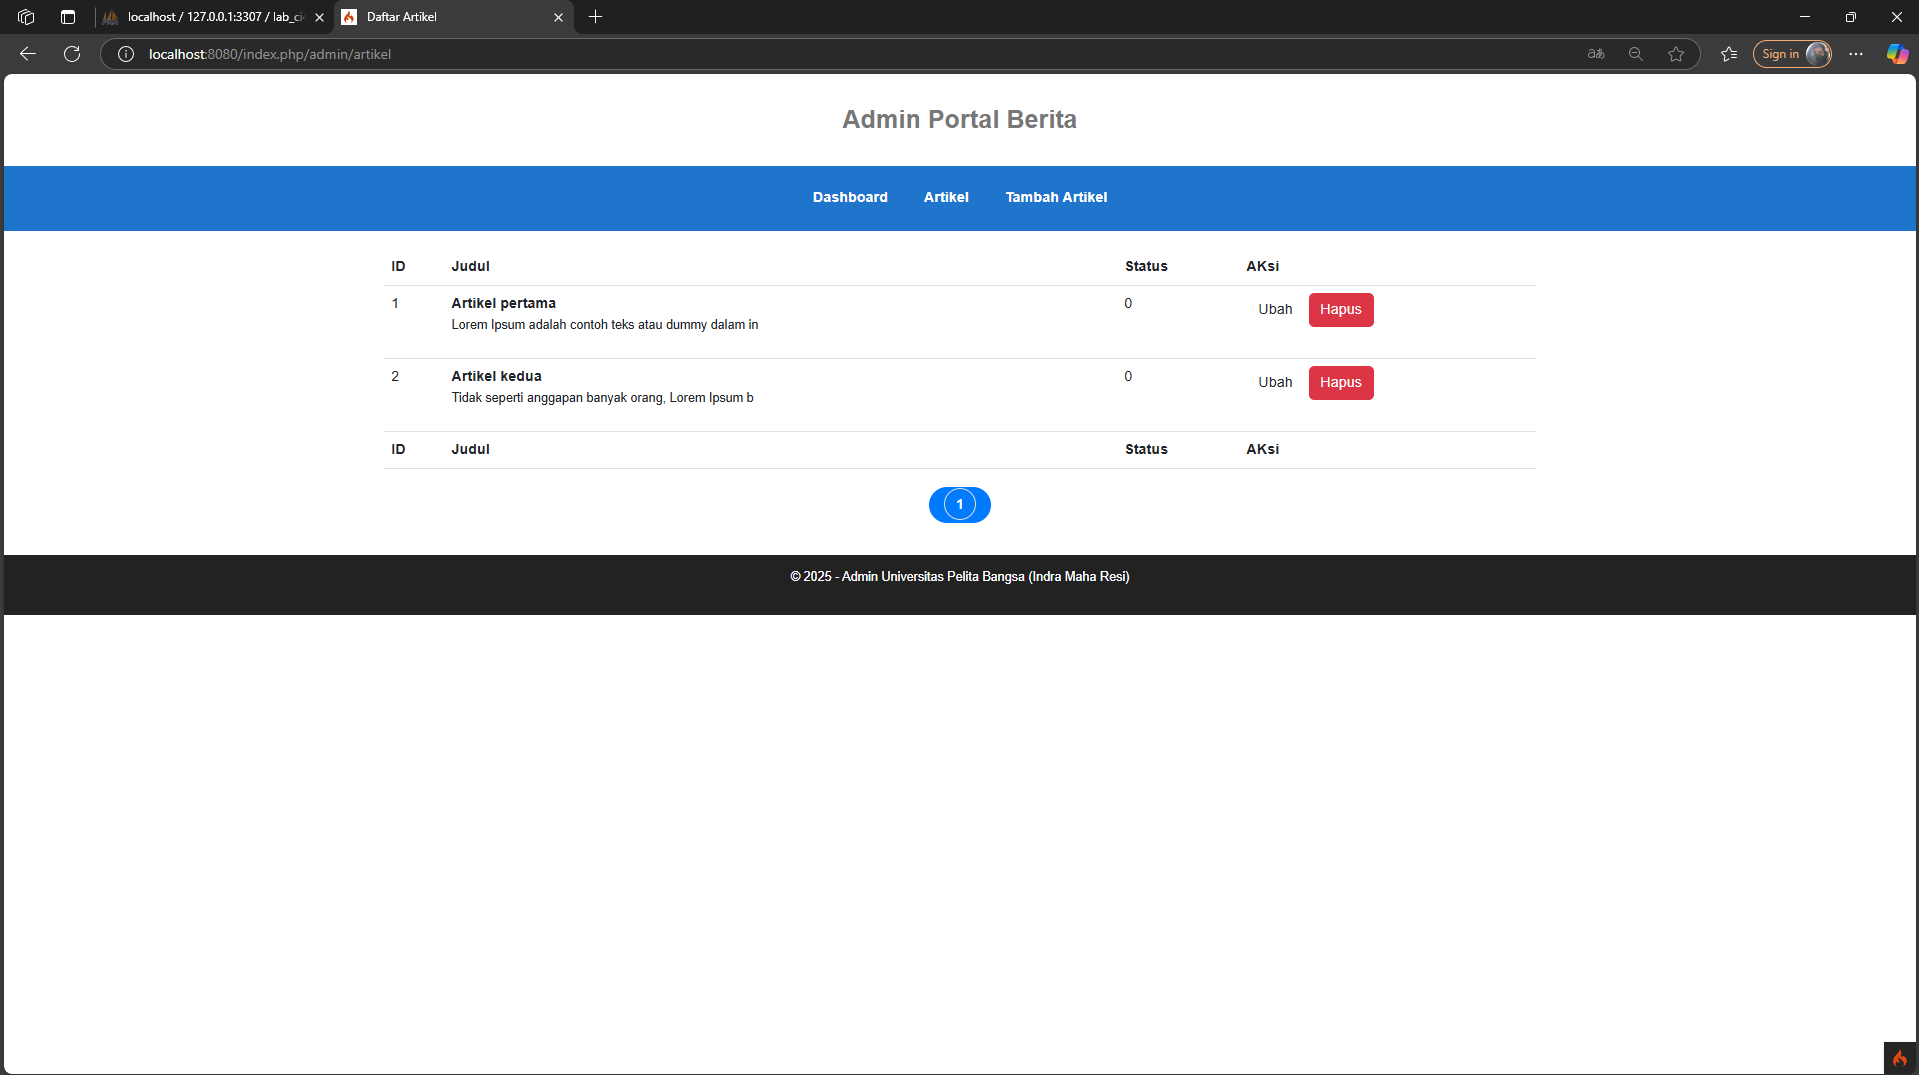 localhost / 127.0.0.1:3307 / lab_ci
Daftar Artikel
localhost:8080/index.php/admin/artikel
aあ
Sign in
Admin Portal Berita
Dashboard Artikel Tambah Artikel
ID Judul Status AKsi
1 Artikel pertama 0 Ubah Hapus
Lorem Ipsum adalah contoh teks atau dummy dalam in
2 Artikel kedua 0 Ubah Hapus
Tidak seperti anggapan banyak orang, Lorem Ipsum b
ID Judul Status AKsi
1
© 2025 - Admin Universitas Pelita Bangsa (Indra Maha Resi)